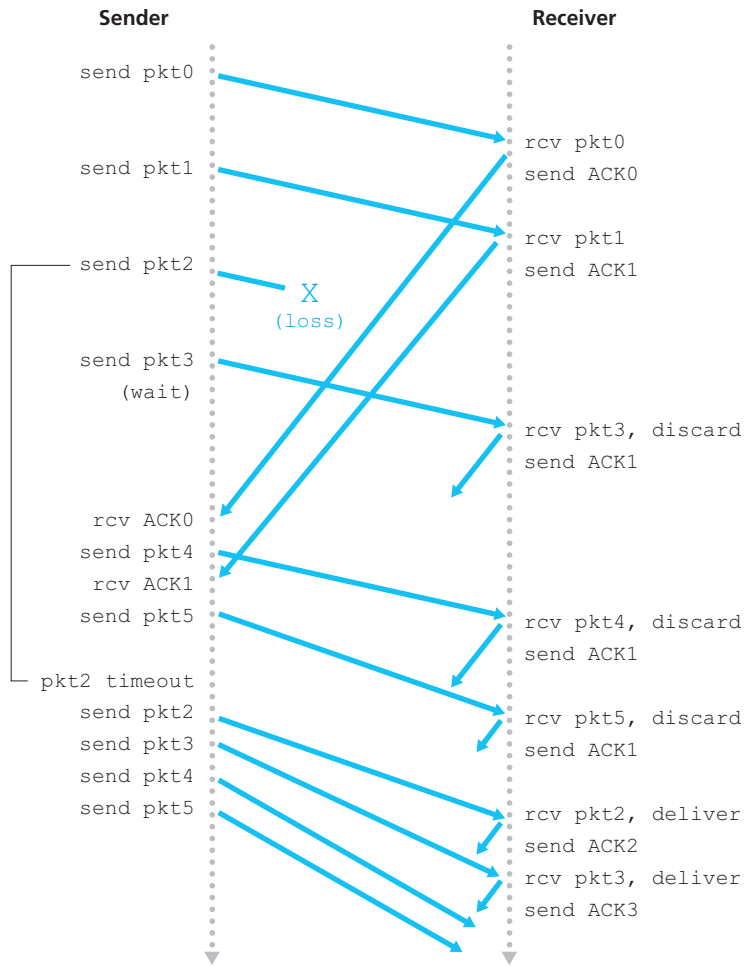 Sender
Receiver
send pkt0
rcv pkt0
send ACK0
send pkt1
rcv pkt1
send ACK1
send pkt2
X
(loss)
send pkt3
(wait)
rcv pkt3, discard
send ACK1
rcv ACK0
send pkt4
rcv ACK1
send pkt5
rcv pkt4, discard
send ACK1
pkt2 timeout
send pkt2
send pkt3
send pkt4
send pkt5
rcv pkt5, discard
send ACK1
rcv pkt2, deliver
send ACK2
rcv pkt3, deliver
send ACK3